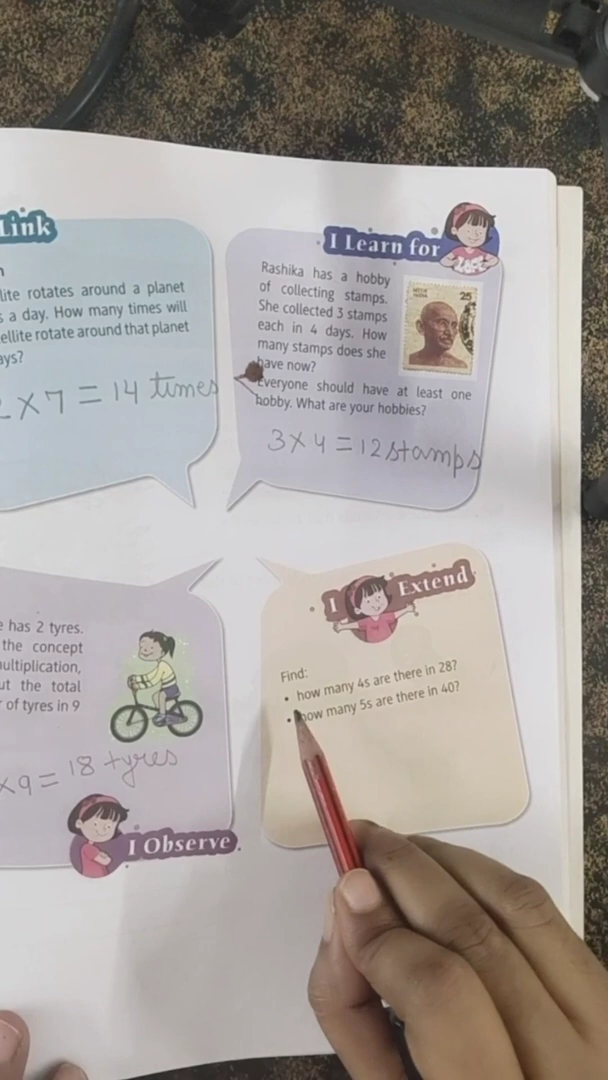 Link
lite rotates around a planet
s a day. How many times will
ellite rotate around that planet
ays?
2 × 7 = 14 times
I Learn for
Rashika has a hobby
of collecting stamps.
She collected 3 stamps
each in 4 days. How
many stamps does she
have now?
Everyone should have at least one
hobby. What are your hobbies?
25
3 × 4 = 12 stamps
e has 2 tyres.
the concept
multiplication,
ut the total
r of tyres in 9
× 9 = 18 tyres
I Observe
I Extend
Find:
• how many 4s are there in 28?
• how many 5s are there in 40?